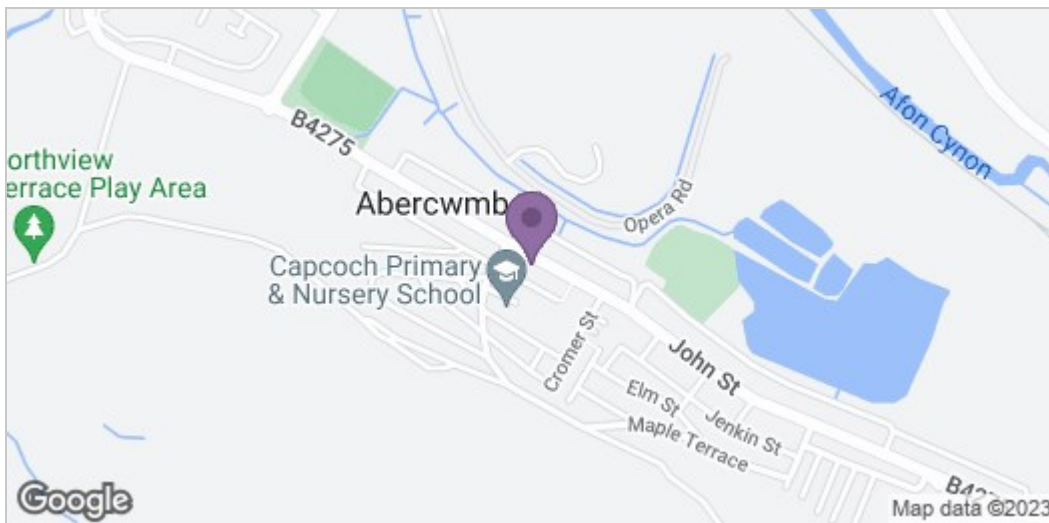 B4275
Afon Cynon
orthview
errace Play Area
Abercwmb
Opera Rd
Capcoch Primary
& Nursery School
Cromer St
John St
Elm St
Jenkin St
Maple Terrace
B42
Google
Map data ©2023